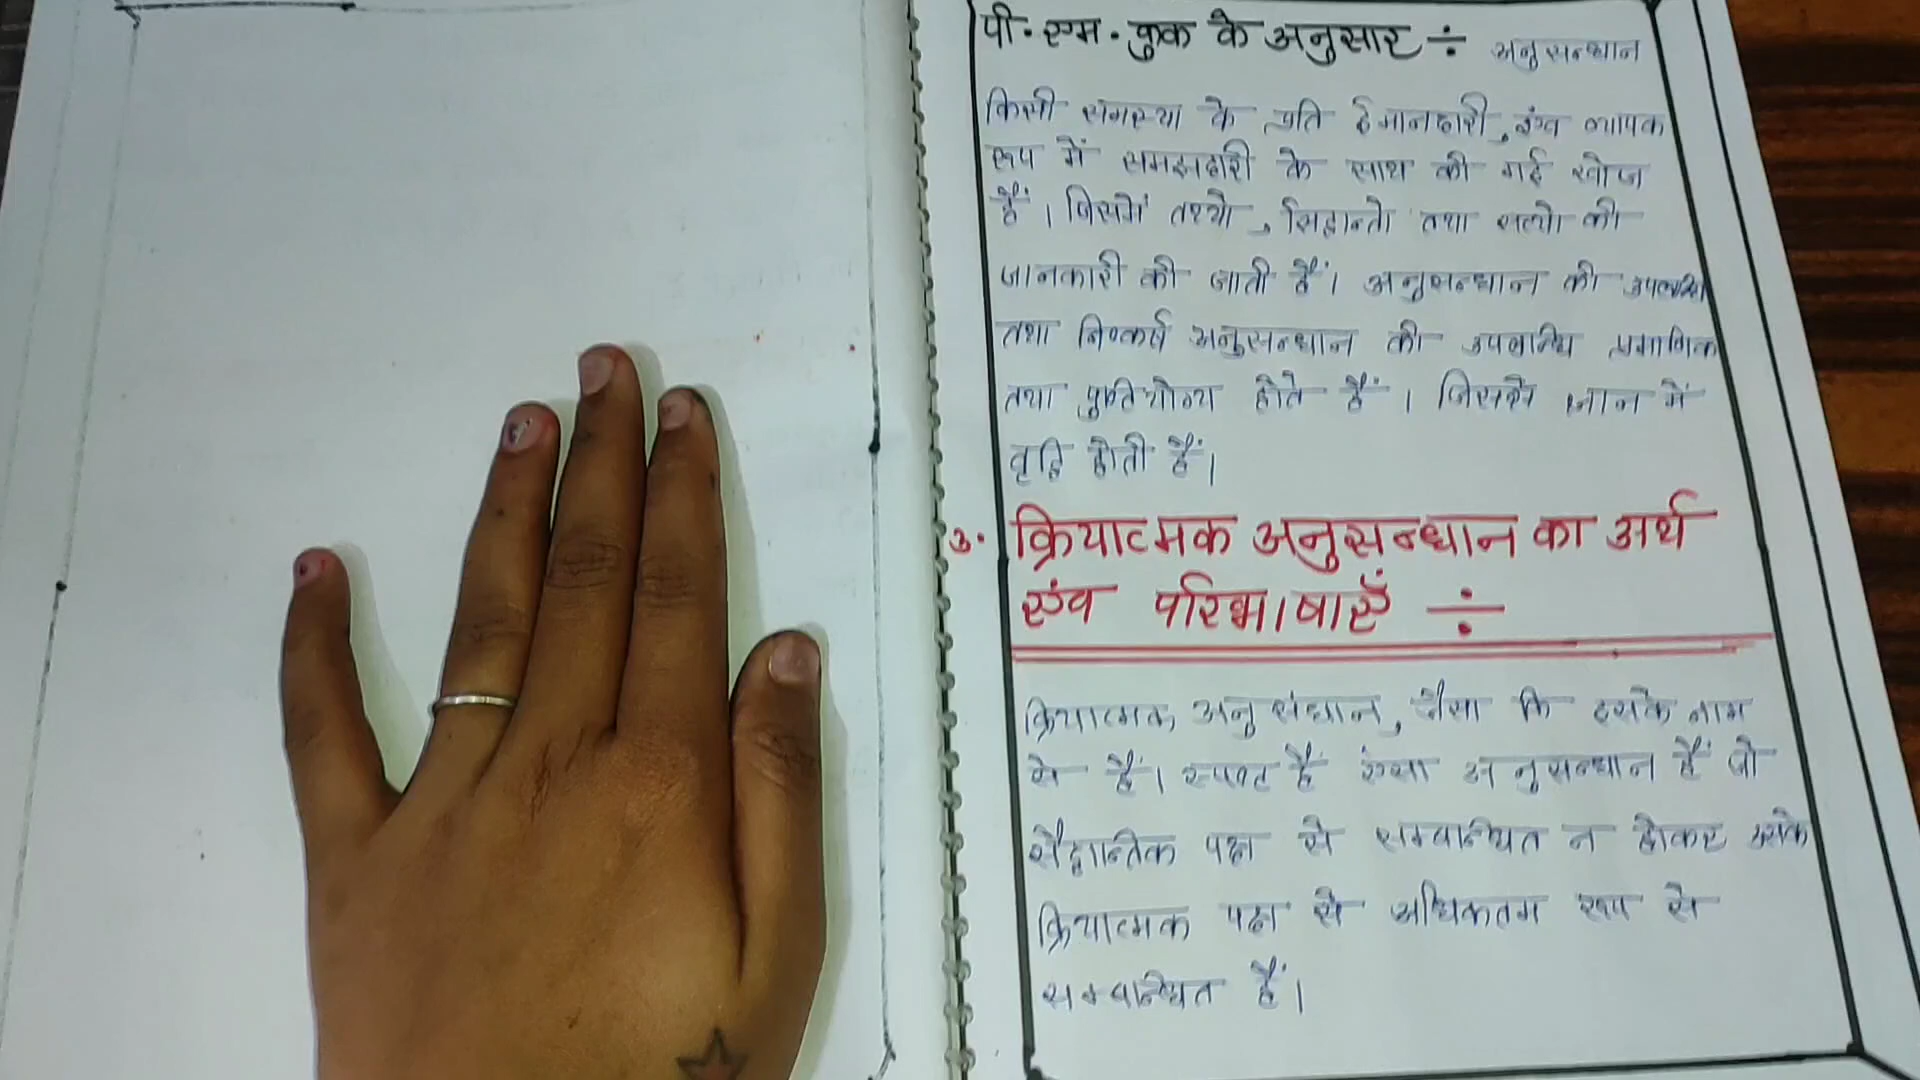 पी. एम. कुक के अनुसार ÷ अनुसन्धान
किसी समस्या के प्रति ईमानदारी, एंव व्यापक
रूप में समझदारी के साथ की गई खोज
हैं। जिसमें तथ्यो, सिद्वान्तो तथा सत्यो की
जानकारी की जाती हैं। अनुसन्धान की उपलब्धि
तथा निष्कर्ष अनुसन्धान की उपलब्धि प्रमाणिक
तथा पुष्टियोग्य होते हैं। जिससे ज्ञान में
वृद्वि होती हैं।
3. क्रियात्मक अनुसन्धान का अर्थ
एंव परिभाषाएँ ÷
क्रियात्मक अनुसंधान, जैसा कि इसके नाम
से हैं। स्पष्ट हैं ऐसा अनुसन्धान हैं जो
सैद्वान्तिक पक्ष से सम्बन्धित न होकर उसके
क्रियात्मक पक्ष से अधिकतम रूप से
सम्बन्धित हैं।